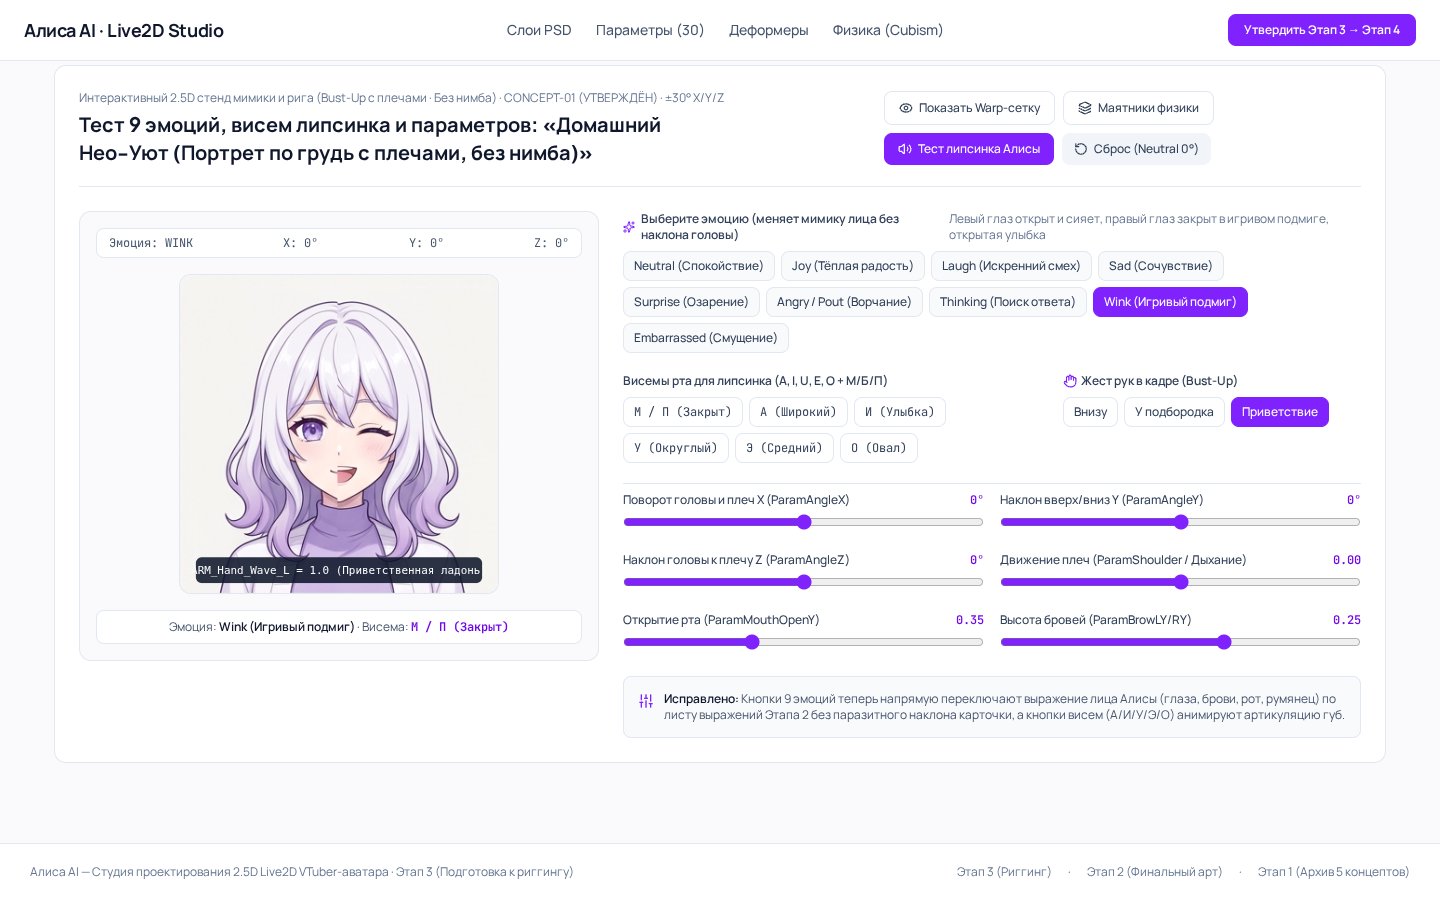 Алиса AI · Live2D Studio
Слои PSD
Параметры (30)
Деформеры
Физика (Cubism)
Утвердить Этап 3 → Этап 4
Интерактивный 2.5D стенд мимики и рига (Bust-Up с плечами · Без нимба) · CONCEPT-01 (УТВЕРЖДЁН) · ±30° X/Y/Z
Тест 9 эмоций, висем липсинка и параметров: «Домашний
Нео-Уют (Портрет по грудь с плечами, без нимба)»
Показать Warp-сетку
Маятники физики
Тест липсинка Алисы
Сброс (Neutral 0°)
Эмоция: WINK
X: 0°
Y: 0°
Z: 0°
ARM_Hand_Wave_L = 1.0 (Приветственная ладонь
Эмоция: Wink (Игривый подмиг) · Висема: М / П (Закрыт)
Выберите эмоцию (меняет мимику лица без
наклона головы)
Левый глаз открыт и сияет, правый глаз закрыт в игривом подмиге,
открытая улыбка
Neutral (Спокойствие)
Joy (Тёплая радость)
Laugh (Искренний смех)
Sad (Сочувствие)
Surprise (Озарение)
Angry / Pout (Ворчание)
Thinking (Поиск ответа)
Wink (Игривый подмиг)
Embarrassed (Смущение)
Висемы рта для липсинка (A, I, U, E, O + М/Б/П)
М / П (Закрыт)
А (Широкий)
И (Улыбка)
У (Округлый)
Э (Средний)
О (Овал)
Жест рук в кадре (Bust-Up)
Внизу
У подбородка
Приветствие
Поворот головы и плеч X (ParamAngleX)
0°
Наклон вверх/вниз Y (ParamAngleY)
0°
Наклон головы к плечу Z (ParamAngleZ)
0°
Движение плеч (ParamShoulder / Дыхание)
0.00
Открытие рта (ParamMouthOpenY)
0.35
Высота бровей (ParamBrowLY/RY)
0.25
Исправлено: Кнопки 9 эмоций теперь напрямую переключают выражение лица Алисы (глаза, брови, рот, румянец) по
листу выражений Этапа 2 без паразитного наклона карточки, а кнопки висем (А/И/У/Э/О) анимируют артикуляцию губ.
Алиса AI — Студия проектирования 2.5D Live2D VTuber-аватара · Этап 3 (Подготовка к риггингу)
Этап 3 (Риггинг)
·
Этап 2 (Финальный арт)
·
Этап 1 (Архив 5 концептов)